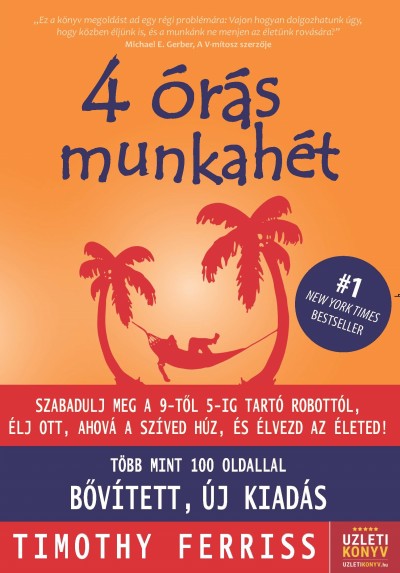 „Ez a könyv megoldást ad egy régi problémára: Vajon hogyan dolgozhatunk úgy,
hogy közben éljünk is, és a munkánk ne menjen az életünk rovására?”
Michael E. Gerber, A V-mítosz szerzője
4 órás
munkahét
#1
NEW YORK TIMES
BESTSELLER
SZABADULJ MEG A 9-TŐL 5-IG TARTÓ ROBOTTÓL,
ÉLJ OTT, AHOVÁ A SZÍVED HÚZ, ÉS ÉLVEZD AZ ÉLETED!
TÖBB MINT 100 OLDALLAL
BŐVÍTETT, ÚJ KIADÁS
TIMOTHY FERRISS
UZLETI
KÖNYV
UZLETIKONYV.hu